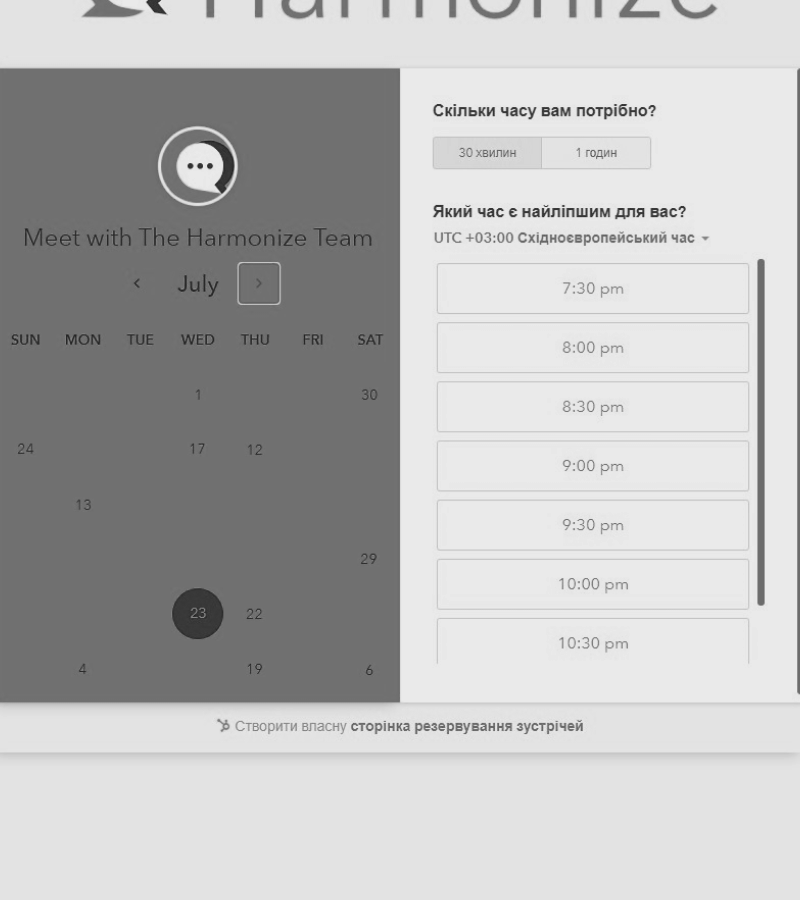 Harmonize
Meet with The Harmonize Team
July
SUN MON TUE WED THU FRI SAT
1 30
24 17 12
13
29
23 22
4 19 6
Скільки часу вам потрібно?
30 хвилин 1 годин
Який час є найліпшим для вас?
UTC +03:00 Східноєвропейський час
7:30 pm
8:00 pm
8:30 pm
9:00 pm
9:30 pm
10:00 pm
10:30 pm
Створити власну сторінка резервування зустрічей